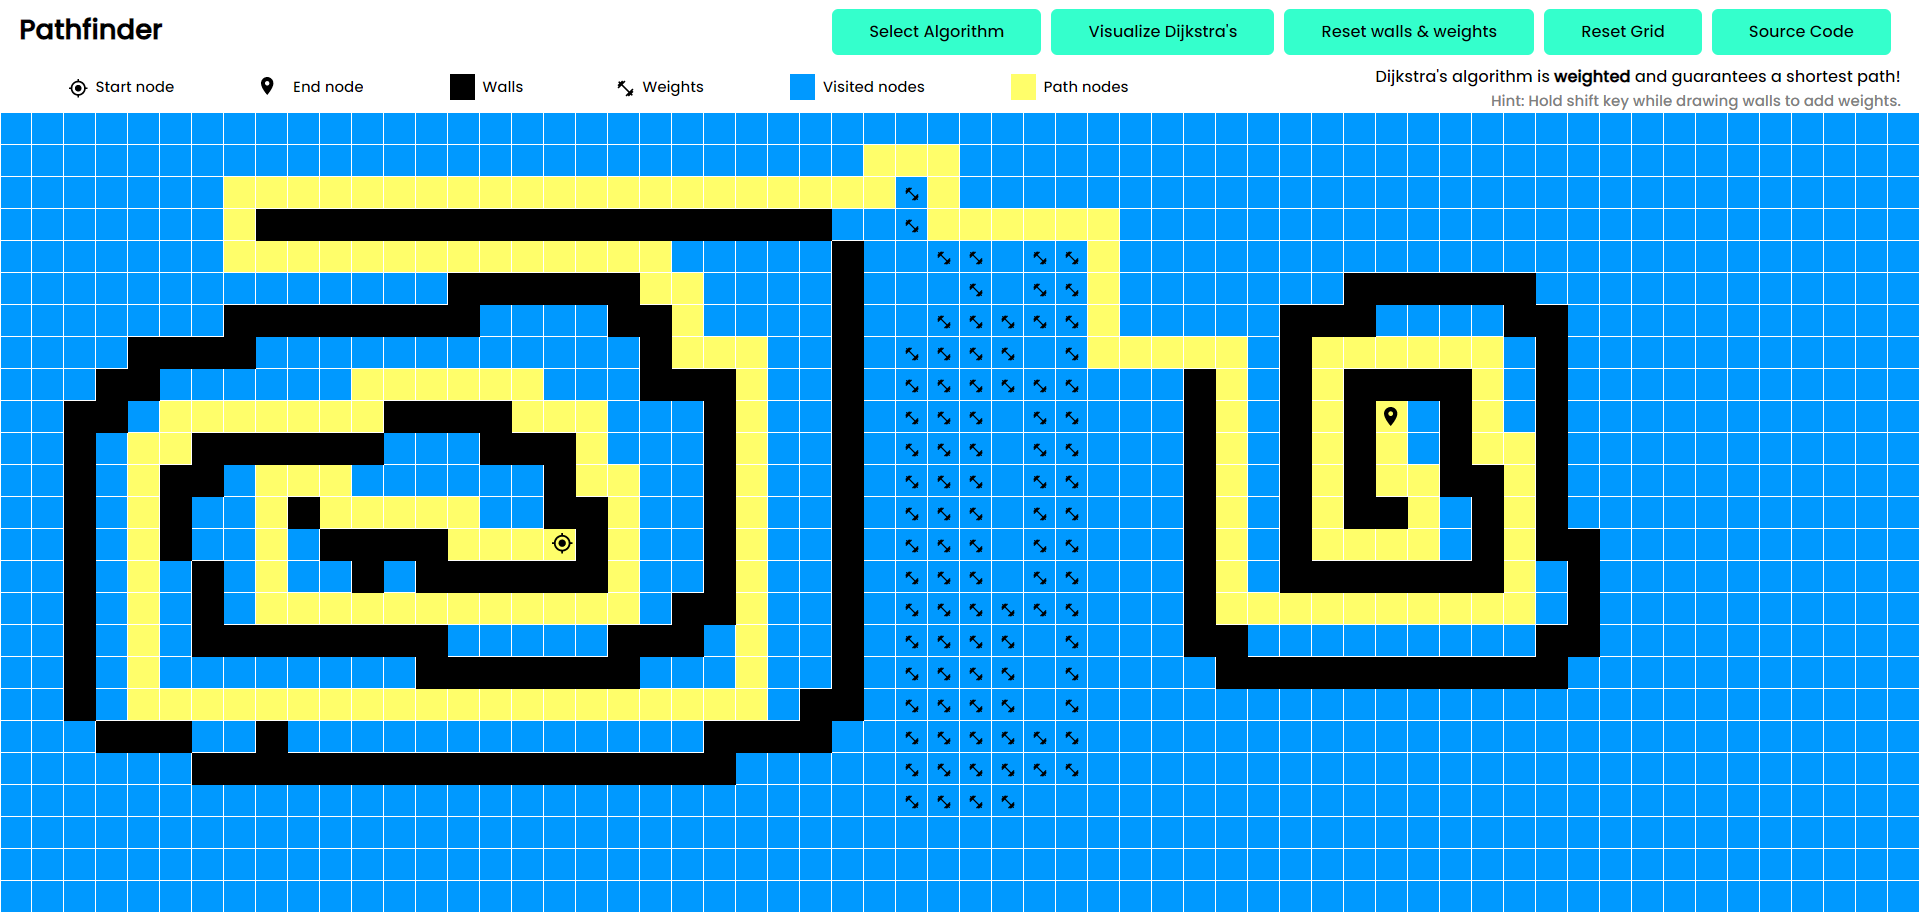 Pathfinder
Select Algorithm
Visualize Dijkstra's
Reset walls & weights
Reset Grid
Source Code
Start node
End node
Walls
Weights
Visited nodes
Path nodes
Dijkstra's algorithm is weighted and guarantees a shortest path!
Hint: Hold shift key while drawing walls to add weights.